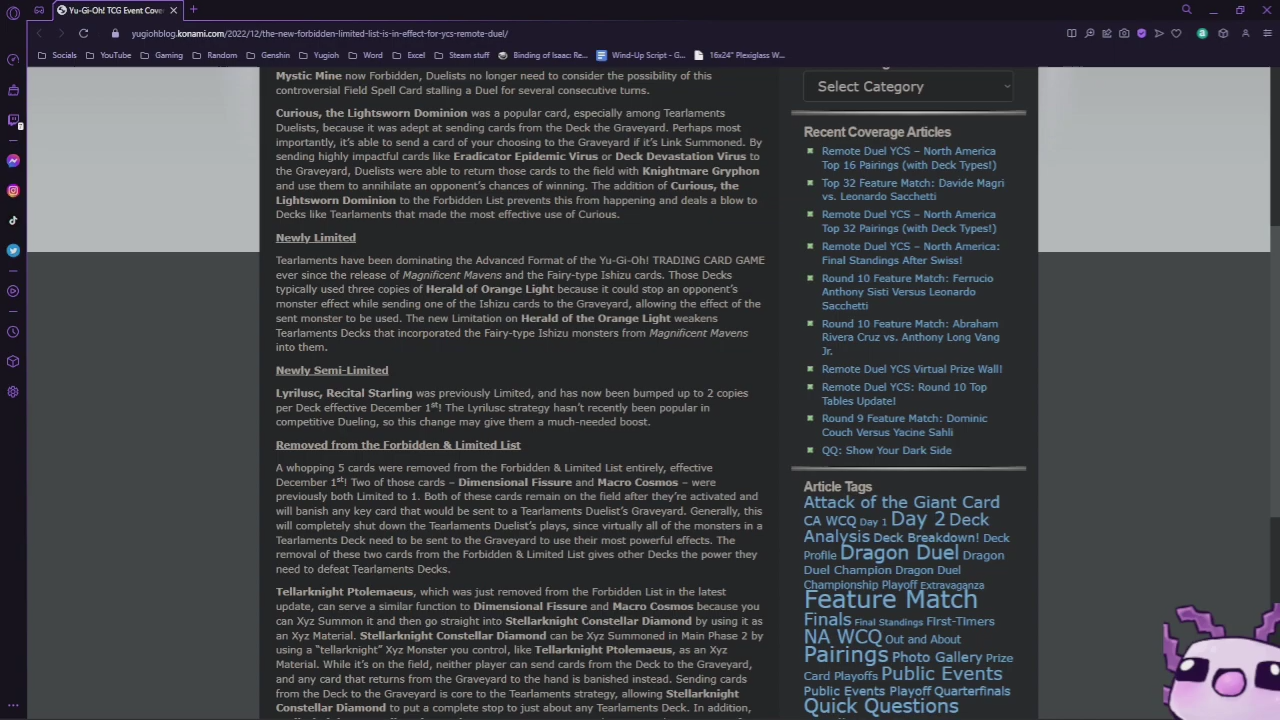 Yu-Gi-Oh! TCG Event Cove
yugiohblog.konami.com/2022/12/the-new-forbidden-limited-list-is-in-effect-for-ycs-remote-duel/
Socials
YouTube
Gaming
Random
Genshin
Yugioh
Word
Excel
Steam stuff
Binding of Isaac: Re...
Wind-Up Script - G...
16x24" Plexiglass W...
Mystic Mine now Forbidden, Duelists no longer need to consider the possibility of this
controversial Field Spell Card stalling a Duel for several consecutive turns.
Curious, the Lightsworn Dominion was a popular card, especially among Tearlaments
Duelists, because it was adept at sending cards from the Deck the Graveyard. Perhaps most
importantly, it's able to send a card of your choosing to the Graveyard if it's Link Summoned. By
sending highly impactful cards like Eradicator Epidemic Virus or Deck Devastation Virus to
the Graveyard, Duelists were able to return those cards to the field with Knightmare Gryphon
and use them to annihilate an opponent's chances of winning. The addition of Curious, the
Lightsworn Dominion to the Forbidden List prevents this from happening and deals a blow to
Decks like Tearlaments that made the most effective use of Curious.
Newly Limited
Tearlaments have been dominating the Advanced Format of the Yu-Gi-Oh! TRADING CARD GAME
ever since the release of Magnificent Mavens and the Fairy-type Ishizu cards. Those Decks
typically used three copies of Herald of Orange Light because it could stop an opponent's
monster effect while sending one of the Ishizu cards to the Graveyard, allowing the effect of the
sent monster to be used. The new Limitation on Herald of the Orange Light weakens
Tearlaments Decks that incorporated the Fairy-type Ishizu monsters from Magnificent Mavens
into them.
Newly Semi-Limited
Lyrilusc, Recital Starling was previously Limited, and has now been bumped up to 2 copies
per Deck effective December 1st! The Lyrilusc strategy hasn't recently been popular in
competitive Dueling, so this change may give them a much-needed boost.
Removed from the Forbidden & Limited List
A whopping 5 cards were removed from the Forbidden & Limited List entirely, effective
December 1st! Two of those cards – Dimensional Fissure and Macro Cosmos – were
previously both Limited to 1. Both of these cards remain on the field after they're activated and
will banish any key card that would be sent to a Tearlaments Duelist's Graveyard. Generally, this
will completely shut down the Tearlaments Duelist's plays, since virtually all of the monsters in a
Tearlaments Deck need to be sent to the Graveyard to use their most powerful effects. The
removal of these two cards from the Forbidden & Limited List gives other Decks the power they
need to defeat Tearlaments Decks.
Tellarknight Ptolemaeus, which was just removed from the Forbidden List in the latest
update, can serve a similar function to Dimensional Fissure and Macro Cosmos because you
can Xyz Summon it and then go straight into Stellarknight Constellar Diamond by using it as
an Xyz Material. Stellarknight Constellar Diamond can be Xyz Summoned in Main Phase 2 by
using a "tellarknight" Xyz Monster you control, like Tellarknight Ptolemaeus, as an Xyz
Material. While it's on the field, neither player can send cards from the Deck to the Graveyard,
and any card that returns from the Graveyard to the hand is banished instead. Sending cards
from the Deck to the Graveyard is core to the Tearlaments strategy, allowing Stellarknight
Constellar Diamond to put a complete stop to just about any Tearlaments Deck. In addition,
Select Category
Recent Coverage Articles
Remote Duel YCS – North America
Top 16 Pairings (with Deck Types!)
Top 32 Feature Match: Davide Magri
vs. Leonardo Sacchetti
Remote Duel YCS – North America
Top 32 Pairings (with Deck Types!)
Remote Duel YCS – North America:
Final Standings After Swiss!
Round 10 Feature Match: Ferrucio
Anthony Sisti Versus Leonardo
Sacchetti
Round 10 Feature Match: Abraham
Rivera Cruz vs. Anthony Long Vang
Jr.
Remote Duel YCS Virtual Prize Wall!
Remote Duel YCS: Round 10 Top
Tables Update!
Round 9 Feature Match: Dominic
Couch Versus Yacine Sahli
QQ: Show Your Dark Side
Article Tags
Attack of the Giant Card
CA WCQ Day 1 Day 2 Deck
Analysis Deck Breakdown! Deck
Profile Dragon Duel Dragon
Duel Champion Dragon Duel
Championship Playoff Extravaganza
Feature Match
Finals Final Standings First-Timers
NA WCQ Out and About
Pairings Photo Gallery Prize
Card Playoffs Public Events
Public Events Playoff Quarterfinals
Quick Questions